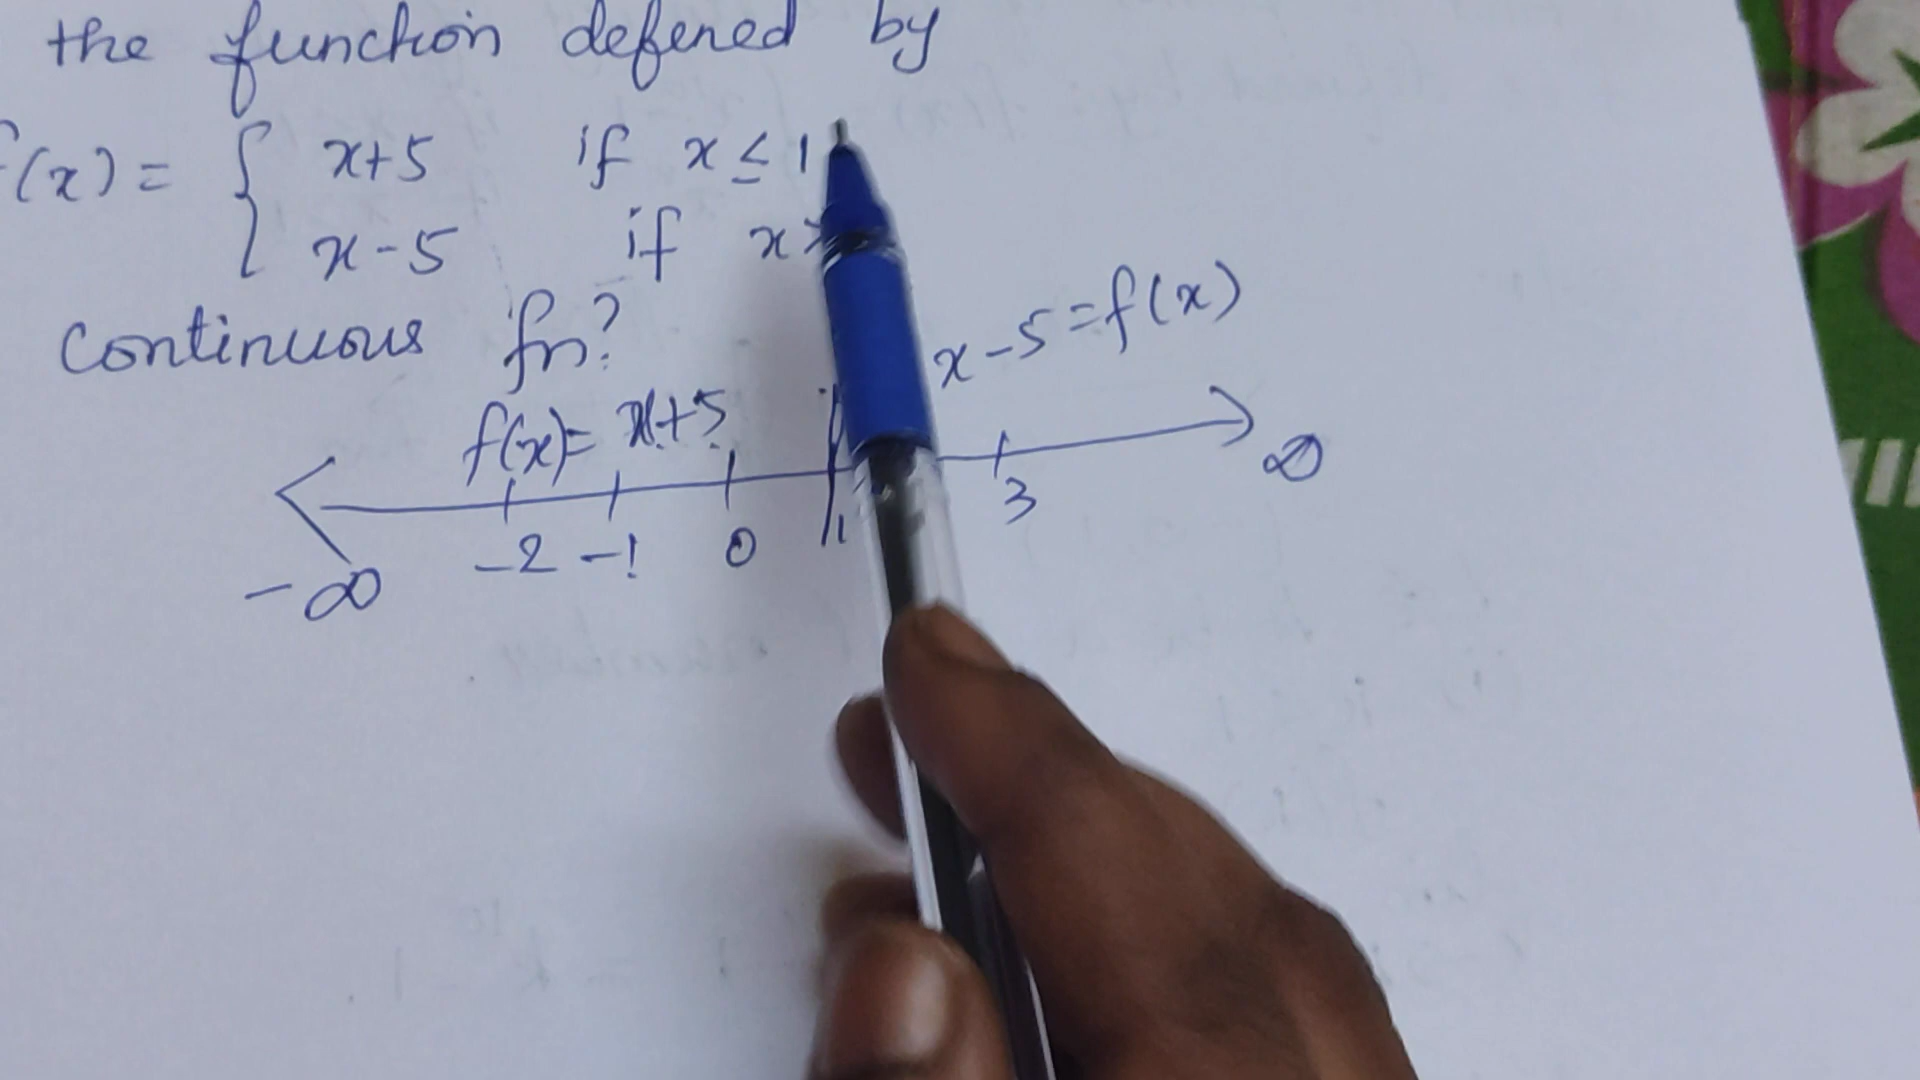 the function defined by
f(x) = { x+5 if x ≤ 1
x-5 if x >
Continuous fn?
x-5 = f(x)
f(x) = x+5
-∞ -2 -1 0 1 3 ∞